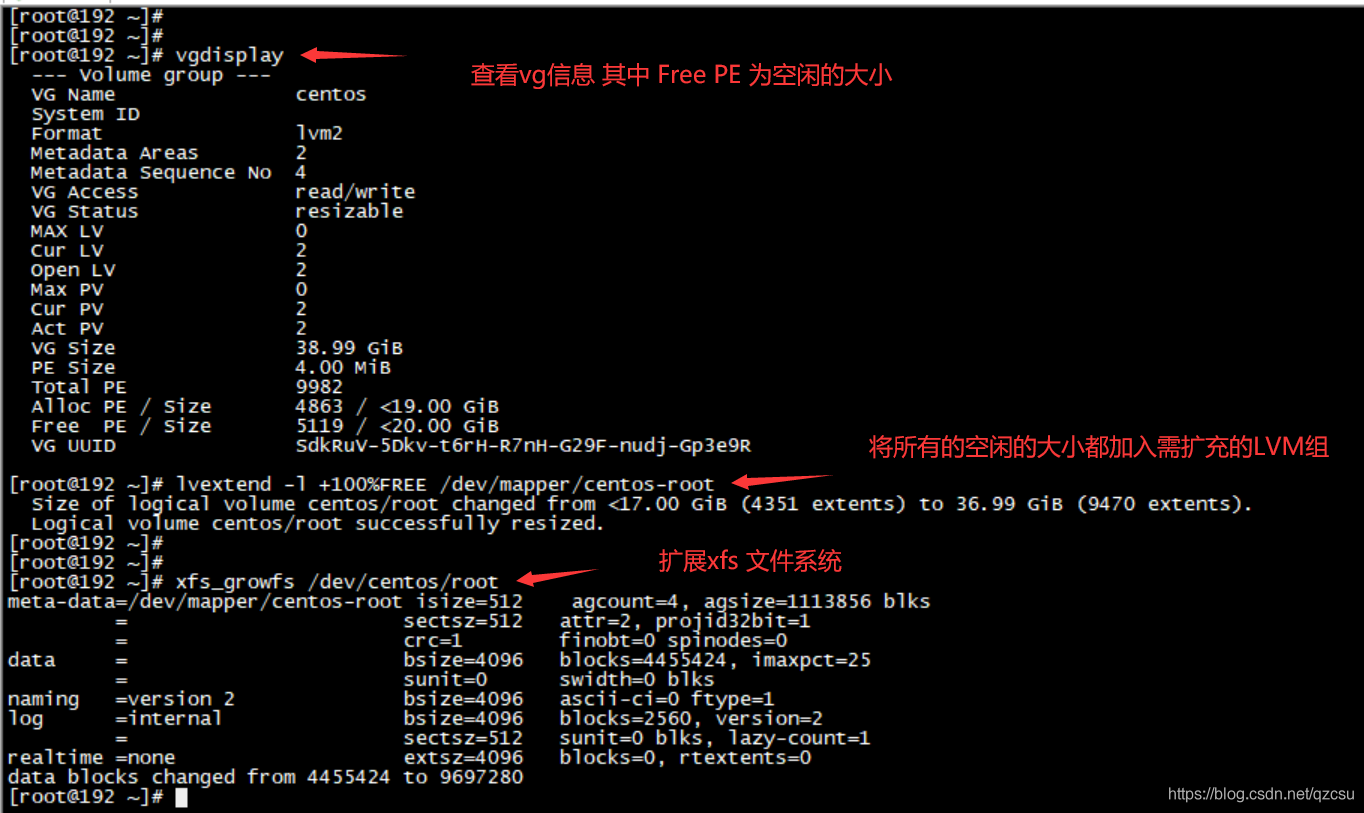 [root@192 ~]#
[root@192 ~]#
[root@192 ~]# vgdisplay
--- Volume group ---
查看vg信息 其中 Free PE 为空闲的大小
VG Name centos
System ID
Format lvm2
Metadata Areas 2
Metadata Sequence No 4
VG Access read/write
VG Status resizable
MAX LV 0
Cur LV 2
Open LV 2
Max PV 0
Cur PV 2
Act PV 2
VG Size 38.99 GiB
PE Size 4.00 MiB
Total PE 9982
Alloc PE / Size 4863 / <19.00 GiB
Free PE / Size 5119 / <20.00 GiB
VG UUID SdkRuV-5Dkv-t6rH-R7nH-G29F-nudj-Gp3e9R
将所有的空闲的大小都加入需扩充的LVM组
[root@192 ~]# lvextend -l +100%FREE /dev/mapper/centos-root
Size of logical volume centos/root changed from <17.00 GiB (4351 extents) to 36.99 GiB (9470 extents).
Logical volume centos/root successfully resized.
[root@192 ~]#
[root@192 ~]#
扩展xfs 文件系统
[root@192 ~]# xfs_growfs /dev/centos/root
meta-data=/dev/mapper/centos-root isize=512 agcount=4, agsize=1113856 blks
= sectsz=512 attr=2, projid32bit=1
= crc=1 finobt=0 spinodes=0
data = bsize=4096 blocks=4455424, imaxpct=25
= sunit=0 swidth=0 blks
naming =version 2 bsize=4096 ascii-ci=0 ftype=1
log =internal bsize=4096 blocks=2560, version=2
= sectsz=512 sunit=0 blks, lazy-count=1
realtime =none extsz=4096 blocks=0, rtextents=0
data blocks changed from 4455424 to 9697280
[root@192 ~]#
https://blog.csdn.net/qzcsu